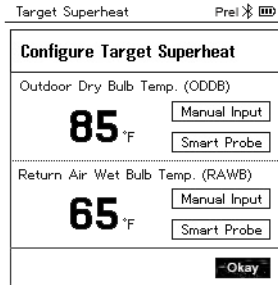 Target Superheat Prel
Configure Target Superheat
Outdoor Dry Bulb Temp. (ODDB)
85 °F
Manual Input
Smart Probe
Return Air Wet Bulb Temp. (RAWB)
65 °F
Manual Input
Smart Probe
Okay